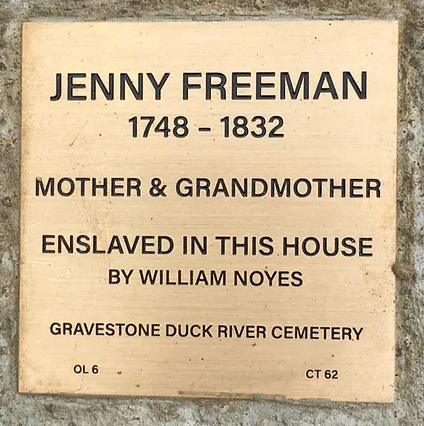 JENNY FREEMAN
1748 – 1832
MOTHER & GRANDMOTHER
ENSLAVED IN THIS HOUSE
BY WILLIAM NOYES
GRAVESTONE DUCK RIVER CEMETERY
OL 6 CT 62